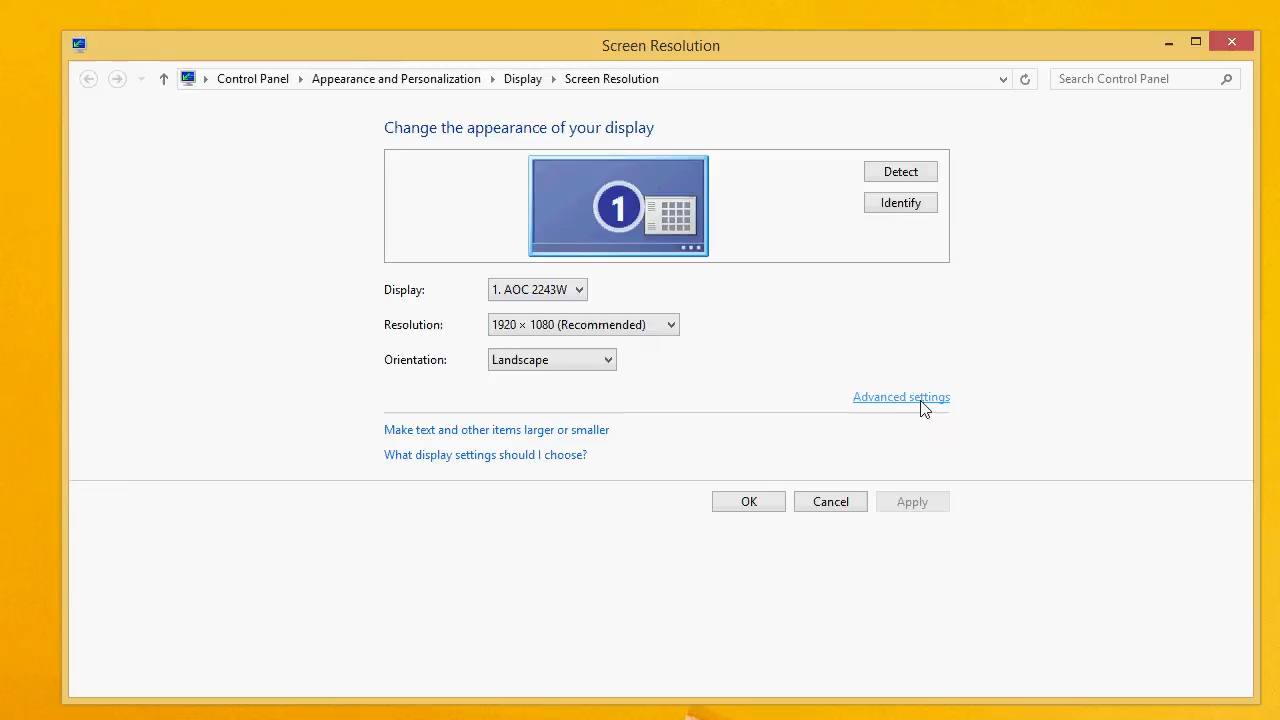 Screen Resolution
Control Panel Appearance and Personalization Display Screen Resolution Search Control Panel
Change the appearance of your display
1
Detect
Identify
Display: 1. AOC 2243W
Resolution: 1920 × 1080 (Recommended)
Orientation: Landscape
Advanced settings
Make text and other items larger or smaller
What display settings should I choose?
OK Cancel Apply